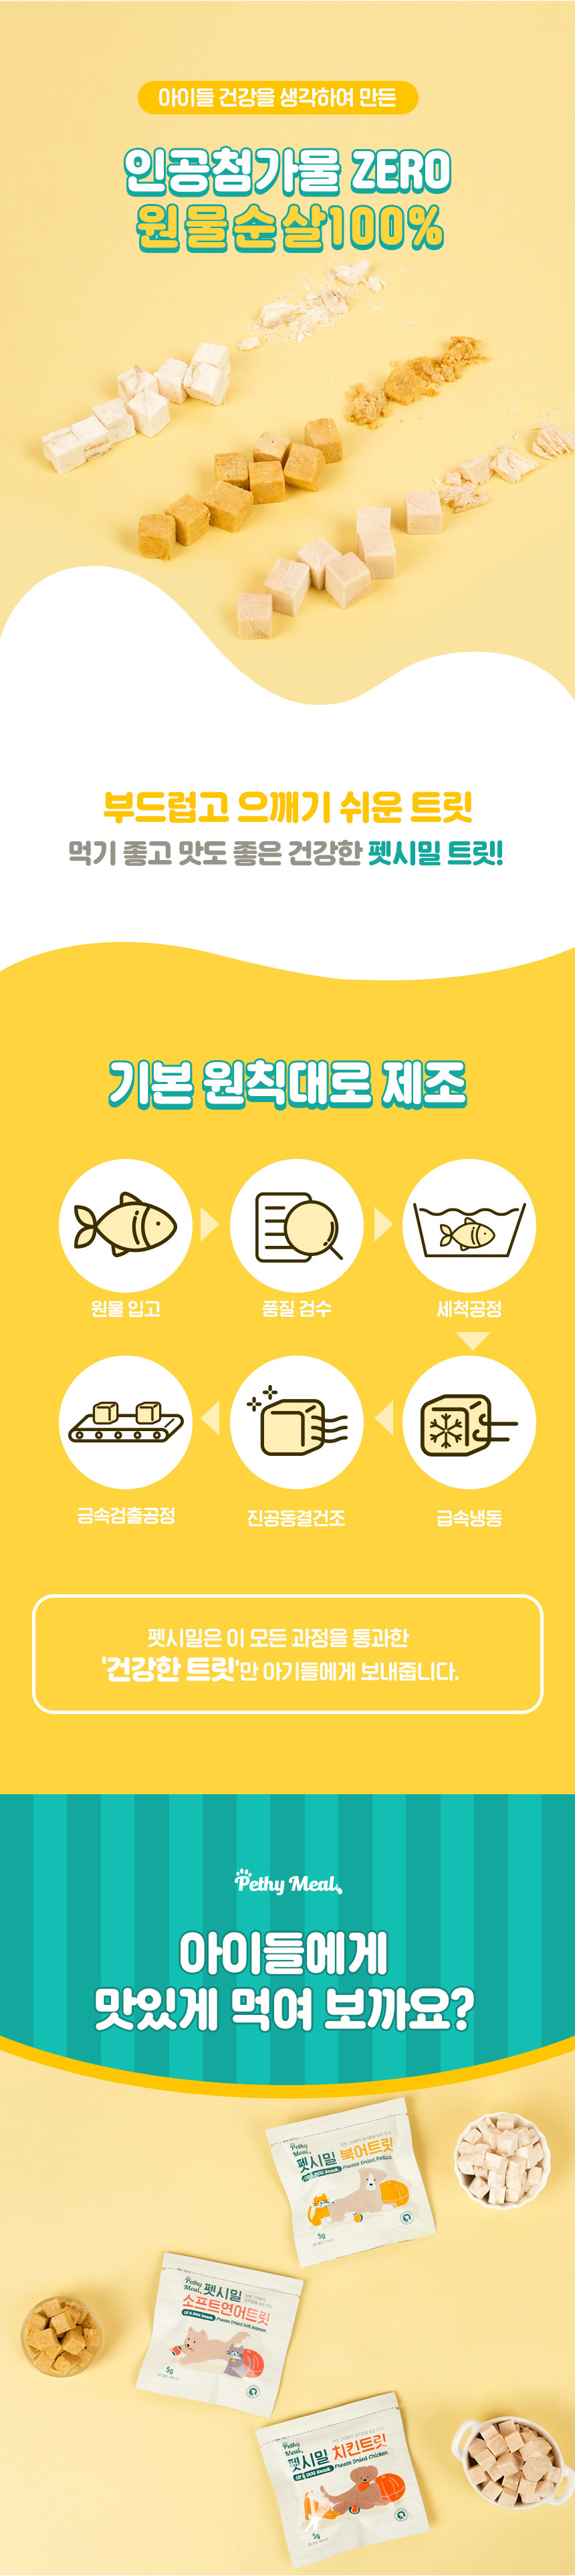 아이들 건강을 생각하여 만든
인공첨가물 ZERO
원물순살100%
부드럽고 으깨기 쉬운 트릿
먹기 좋고 맛도 좋은 건강한 펫시밀 트릿!
기본 원칙대로 제조
원물 입고
품질 검수
세척공정
금속검출공정
진공동결건조
급속냉동
펫시밀은 이 모든 과정을 통과한
'건강한 트릿'만 아기들에게 보내줍니다.
Pethy Meal
아이들에게
맛있게 먹여 보까요?
Pethy
Meal
펫시밀 북어트릿
CAT & DOG Snack Freeze Dried Pollack
5g
Pethy
Meal
펫시밀
소프트연어트릿
CAT & DOG Snack Freeze Dried Soft Salmon
5g
Pethy
Meal
펫시밀 치킨트릿
CAT & DOG Snack Freeze Dried Chicken
5g